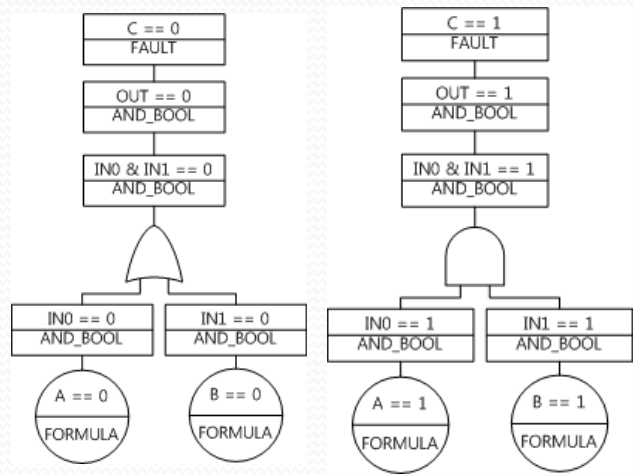 C == 0
FAULT
OUT == 0
AND_BOOL
IN0 & IN1 == 0
AND_BOOL
IN0 == 0
AND_BOOL
IN1 == 0
AND_BOOL
A == 0
FORMULA
B == 0
FORMULA
C == 1
FAULT
OUT == 1
AND_BOOL
IN0 & IN1 == 1
AND_BOOL
IN0 == 1
AND_BOOL
IN1 == 1
AND_BOOL
A == 1
FORMULA
B == 1
FORMULA